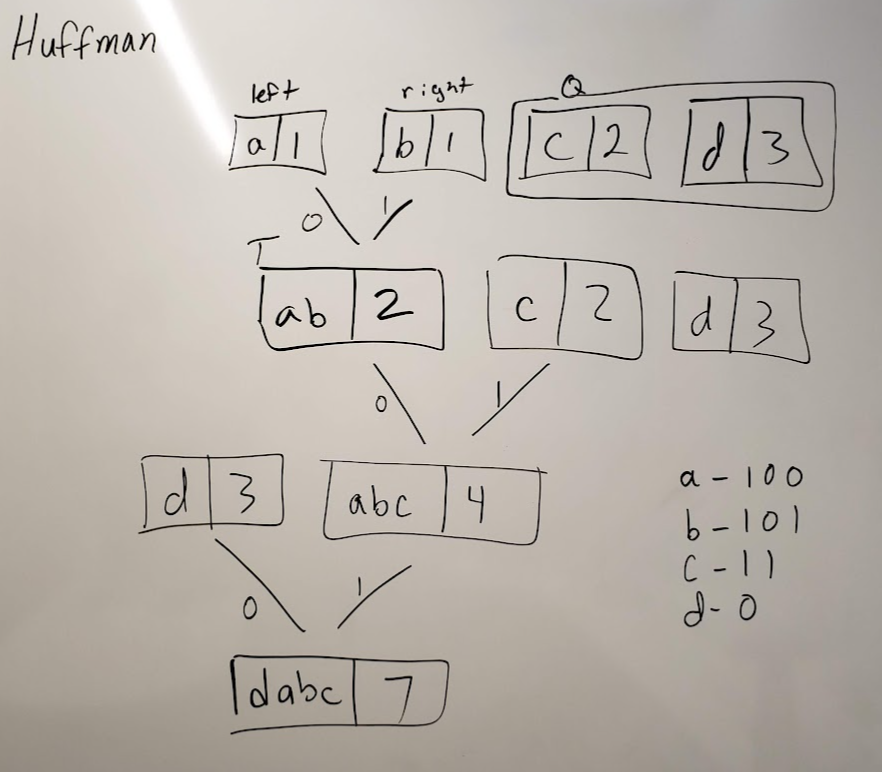 Huffman
left right Q
a 1 b 1 c 2 d 3
0 1
T
ab 2 c 2 d 3
0 1
d 3 abc 4
0 1
dabc 7
a - 100
b - 101
c - 11
d - 0